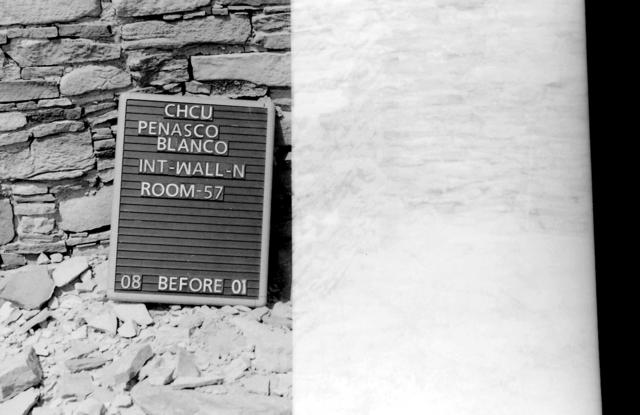 CHCU
PENASCO
BLANCO
INT-WALL-N
ROOM-57
08 BEFORE 01